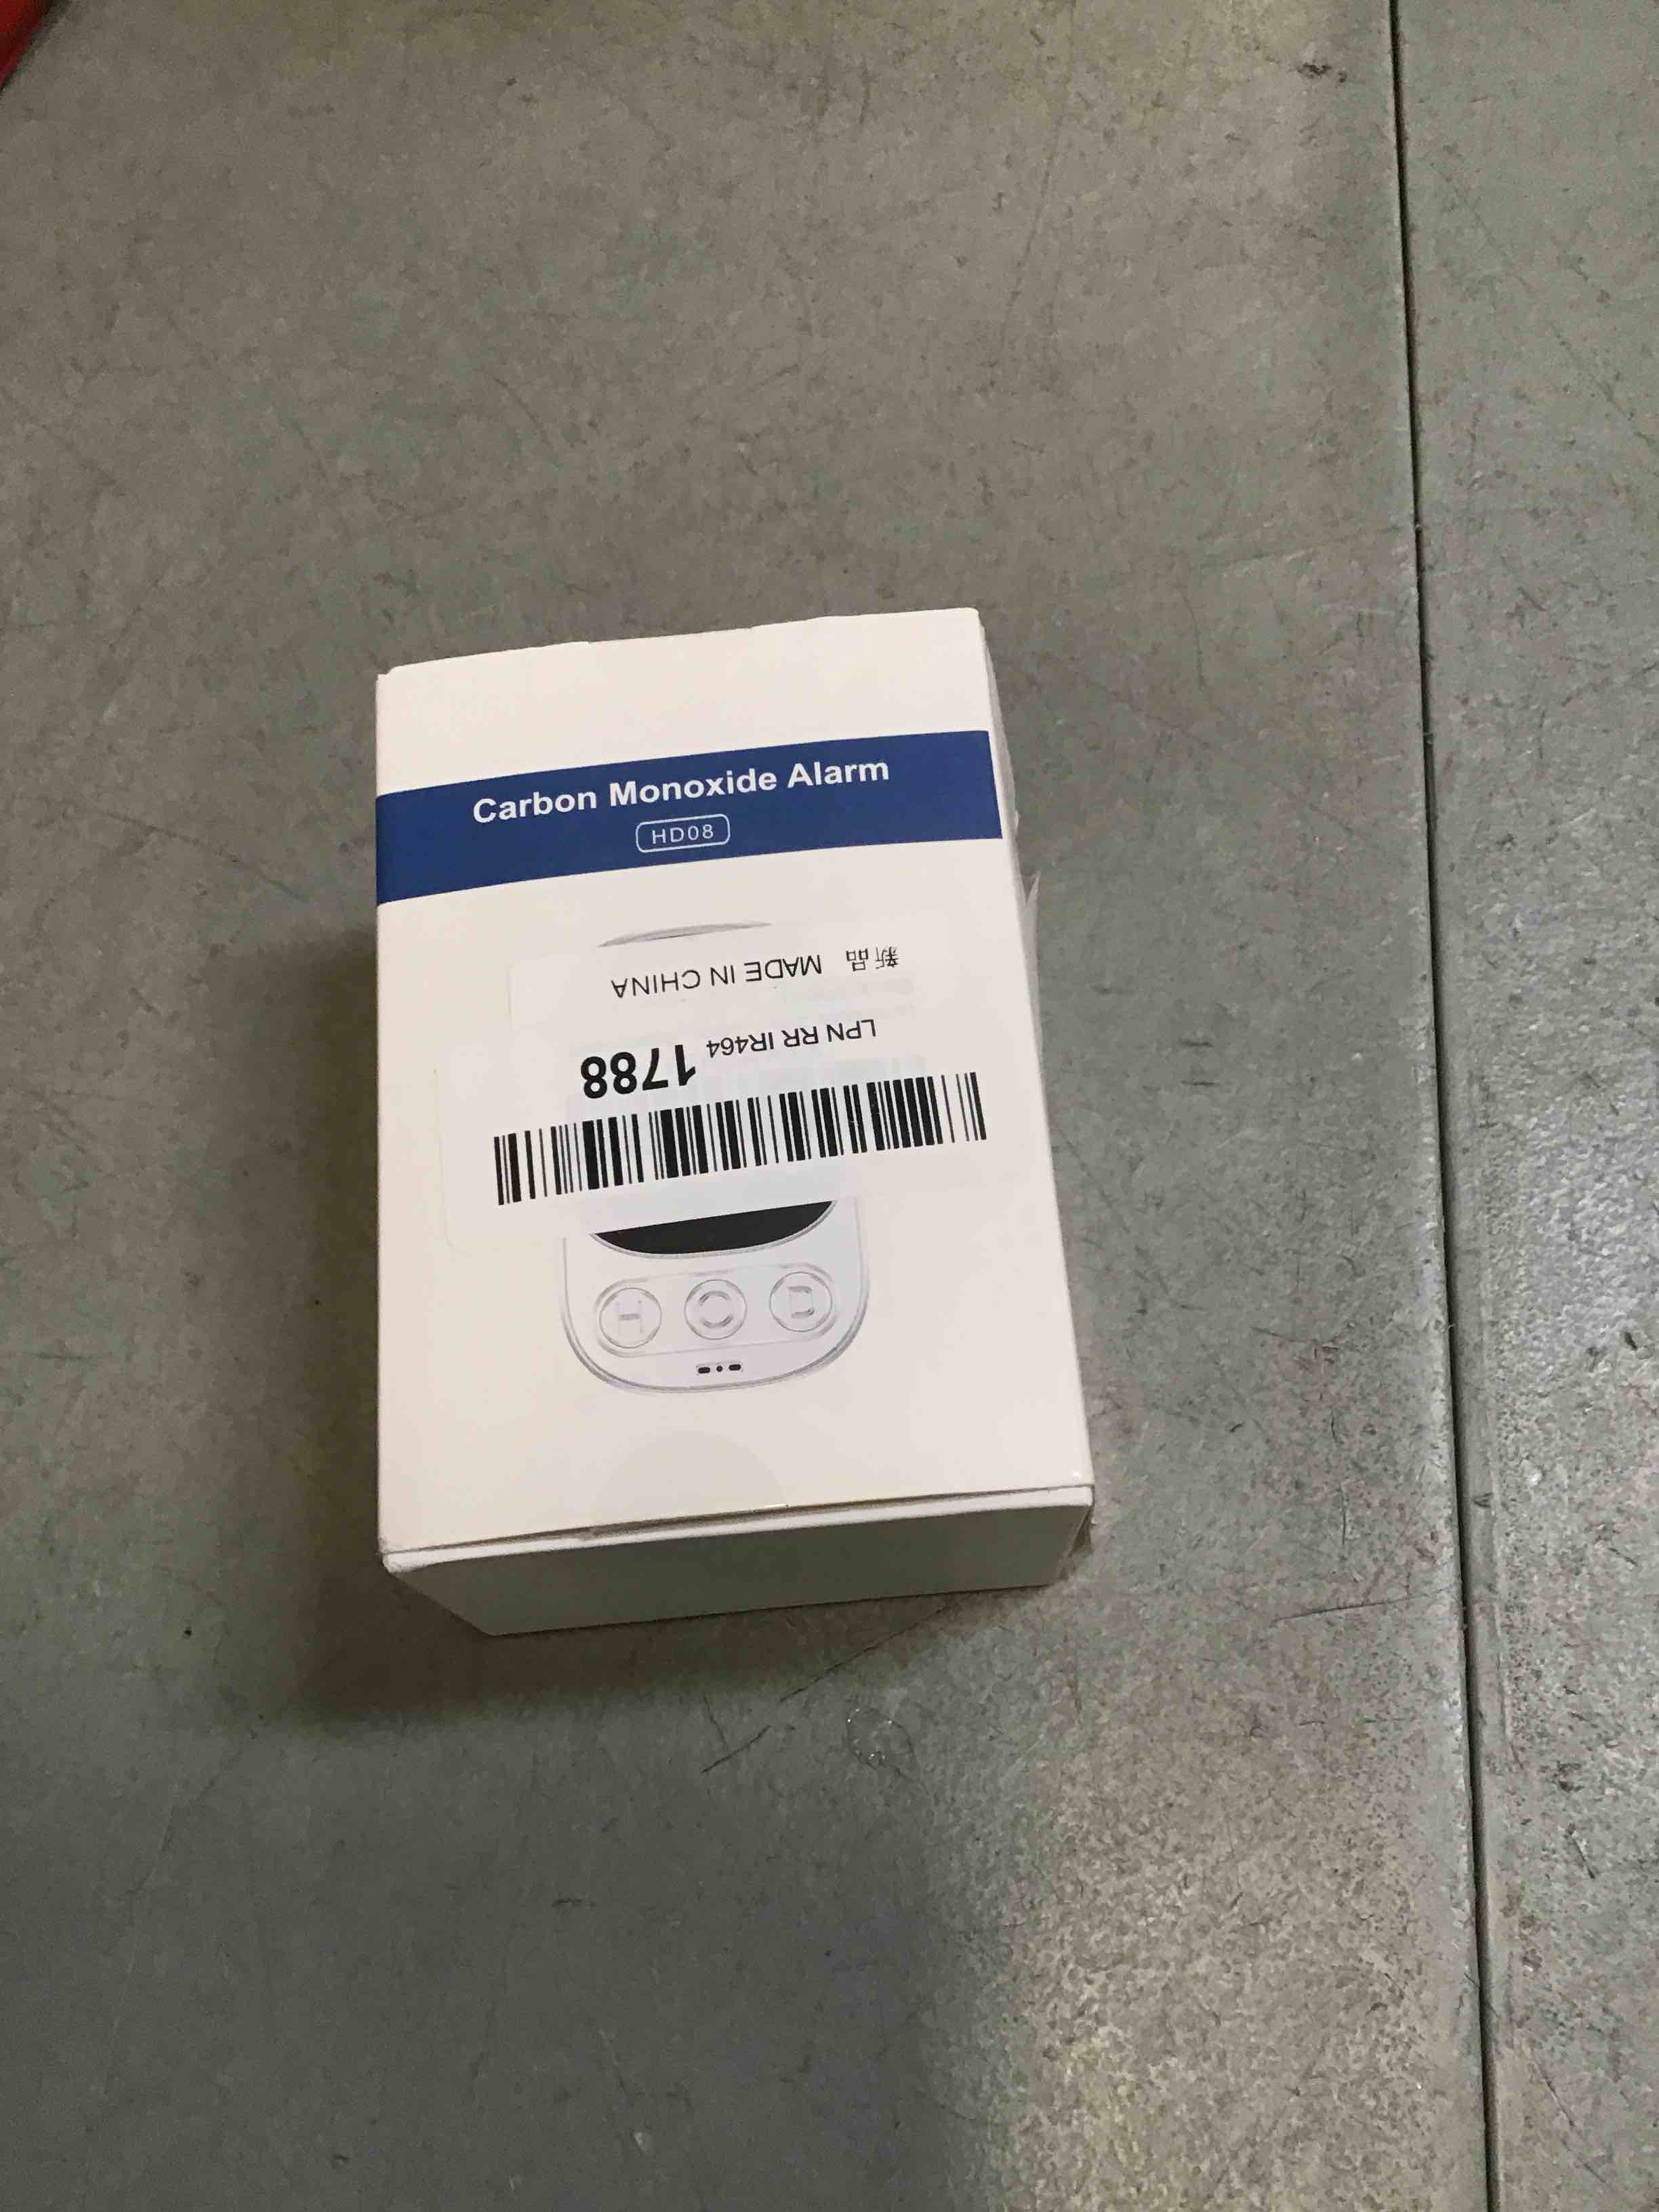 Carbon Monoxide Alarm
HD08
新品 MADE IN CHINA
LPN RR IR464 1788